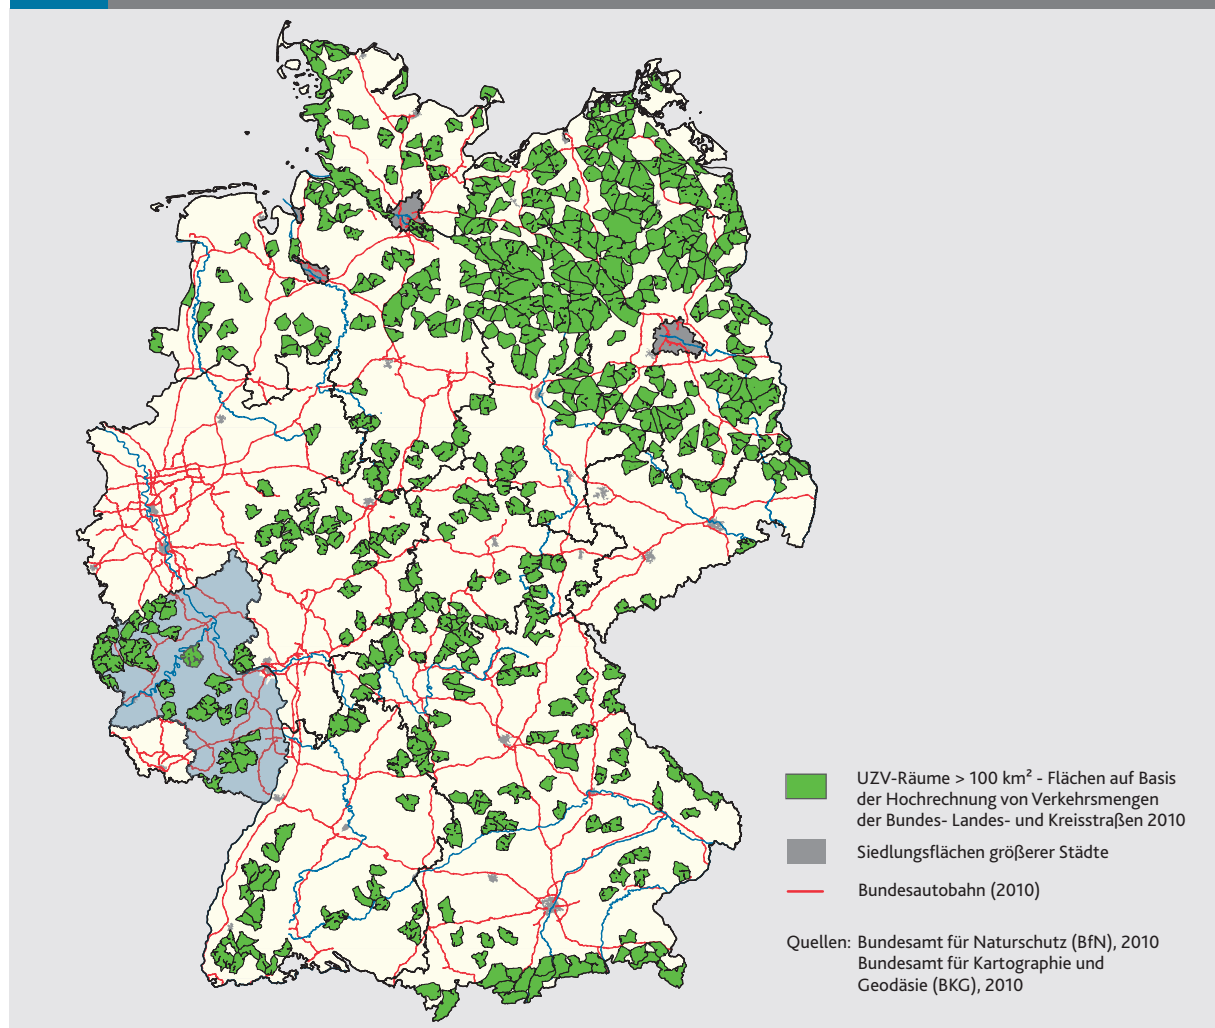 UZV-Räume > 100 km² - Flächen auf Basis
der Hochrechnung von Verkehrsmengen
der Bundes- Landes- und Kreisstraßen 2010
Siedlungsflächen größerer Städte
Bundesautobahn (2010)
Quellen: Bundesamt für Naturschutz (BfN), 2010
Bundesamt für Kartographie und
Geodäsie (BKG), 2010